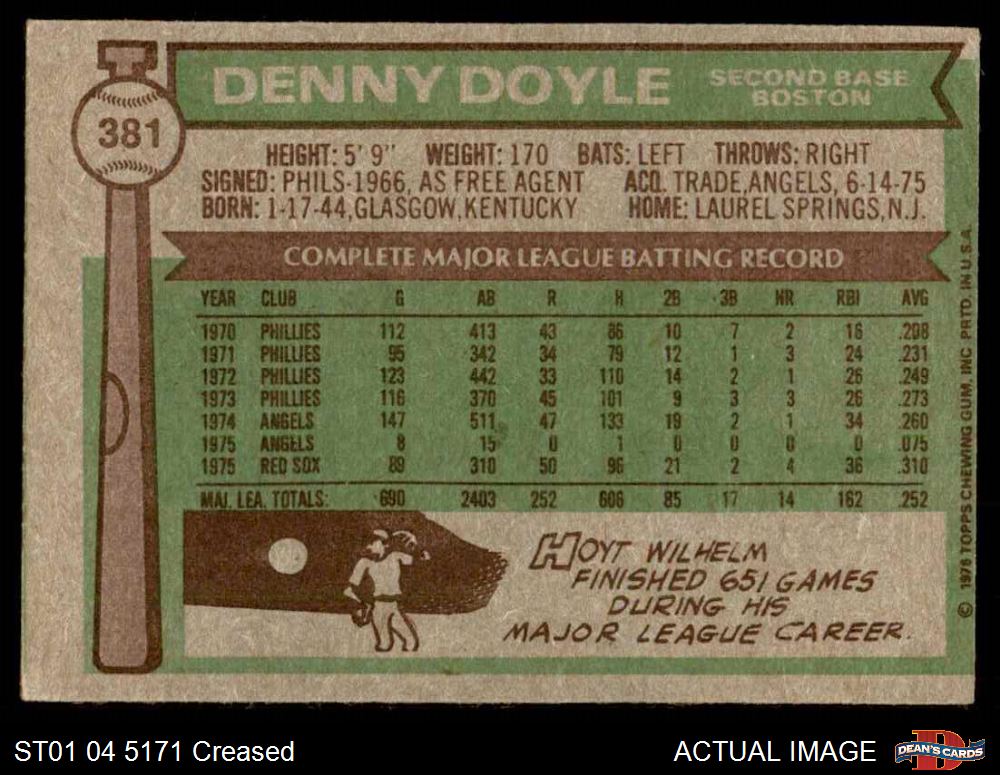 DENNY DOYLE
SECOND BASE
BOSTON
381
HEIGHT: 5' 9" WEIGHT: 170 BATS: LEFT THROWS: RIGHT
SIGNED: PHILS-1966, AS FREE AGENT ACQ. TRADE, ANGELS, 6-14-75
BORN: 1-17-44, GLASGOW, KENTUCKY HOME: LAUREL SPRINGS, N.J.
COMPLETE MAJOR LEAGUE BATTING RECORD
YEAR CLUB G AB R H 2B 3B HR RBI AVG
1970 PHILLIES 112 413 43 86 10 7 2 16 .208
1971 PHILLIES 95 342 34 79 12 1 3 24 .231
1972 PHILLIES 123 442 33 110 14 2 1 26 .249
1973 PHILLIES 116 370 45 101 9 3 3 26 .273
1974 ANGELS 147 511 47 133 19 2 1 34 .260
1975 ANGELS 8 15 0 1 0 0 0 0 .075
1975 RED SOX 89 310 50 96 21 2 4 36 .310
MAJ. LEA. TOTALS: 690 2403 252 606 85 17 14 162 .252
HOYT WILHELM
FINISHED 651 GAMES
DURING HIS
MAJOR LEAGUE CAREER.
© 1976 TOPPS CHEWING GUM, INC. PRTD. IN U.S.A.
ST01 04 5171 Creased
ACTUAL IMAGE
D
DEAN'S CARDS